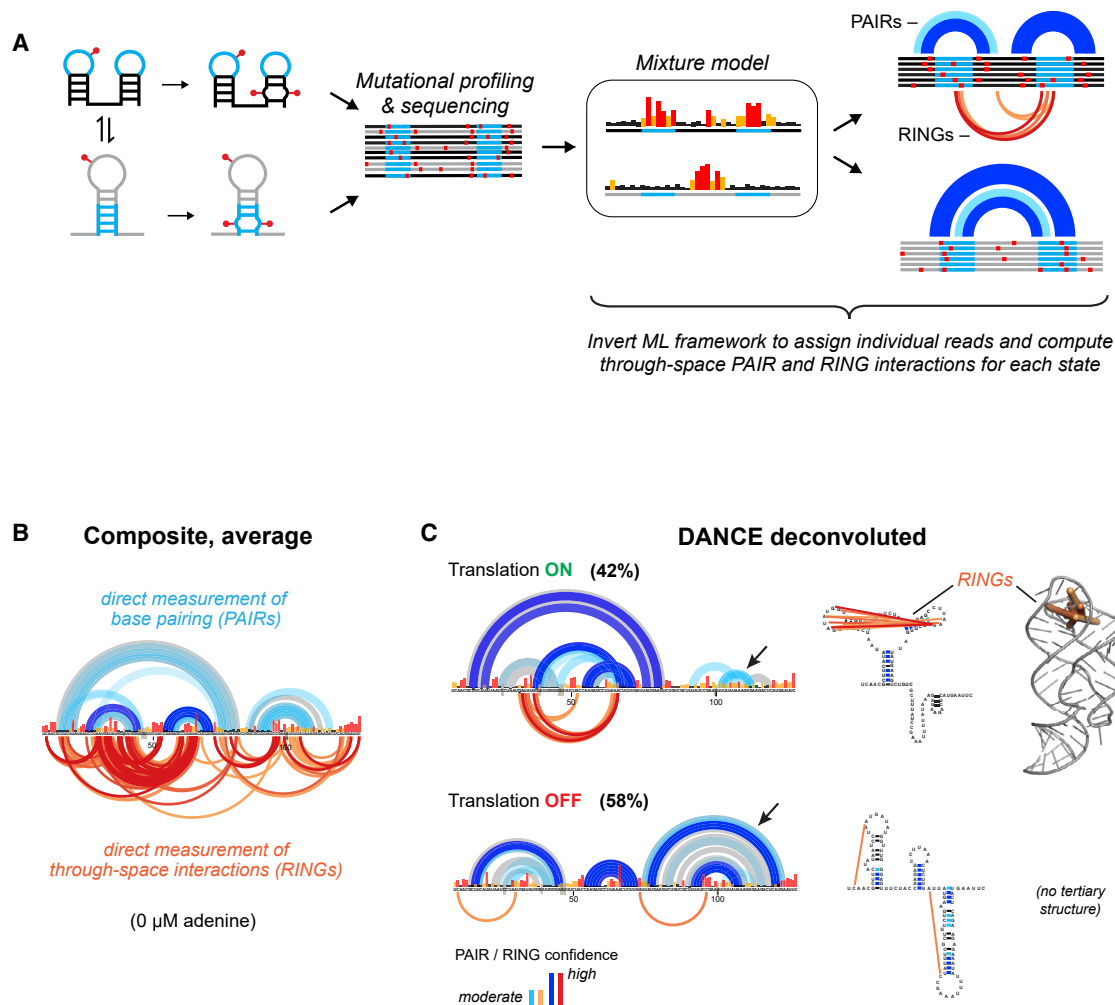 A
PAIRs
Mutational profiling
& sequencing
Mixture model
RINGs
Invert ML framework to assign individual reads and compute
through-space PAIR and RING interactions for each state
B
Composite, average
direct measurement of
base pairing (PAIRs)
50
100
direct measurement of
through-space interactions (RINGs)
(0 µM adenine)
C
DANCE deconvoluted
Translation ON (42%)
50
100
RINGs
Translation OFF (58%)
50
100
(no tertiary
structure)
PAIR / RING confidence
high
moderate